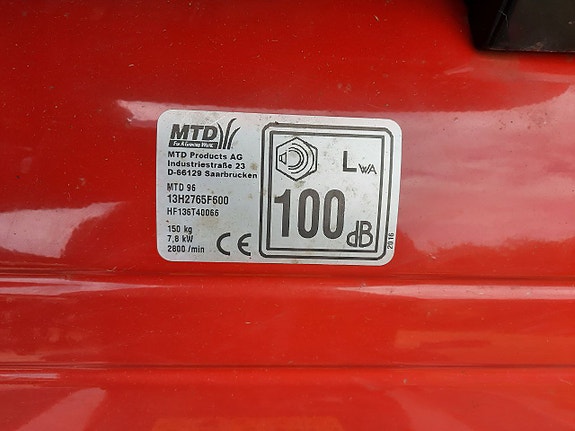 MTD
For A Growing World.
MTD Products AG
Industriestraße 23
D-66129 Saarbrucken
MTD 96
13H2765F600
HF136T40066
150 kg
7,8 kW
2800 /min
CE
LWA
100
dB
2016